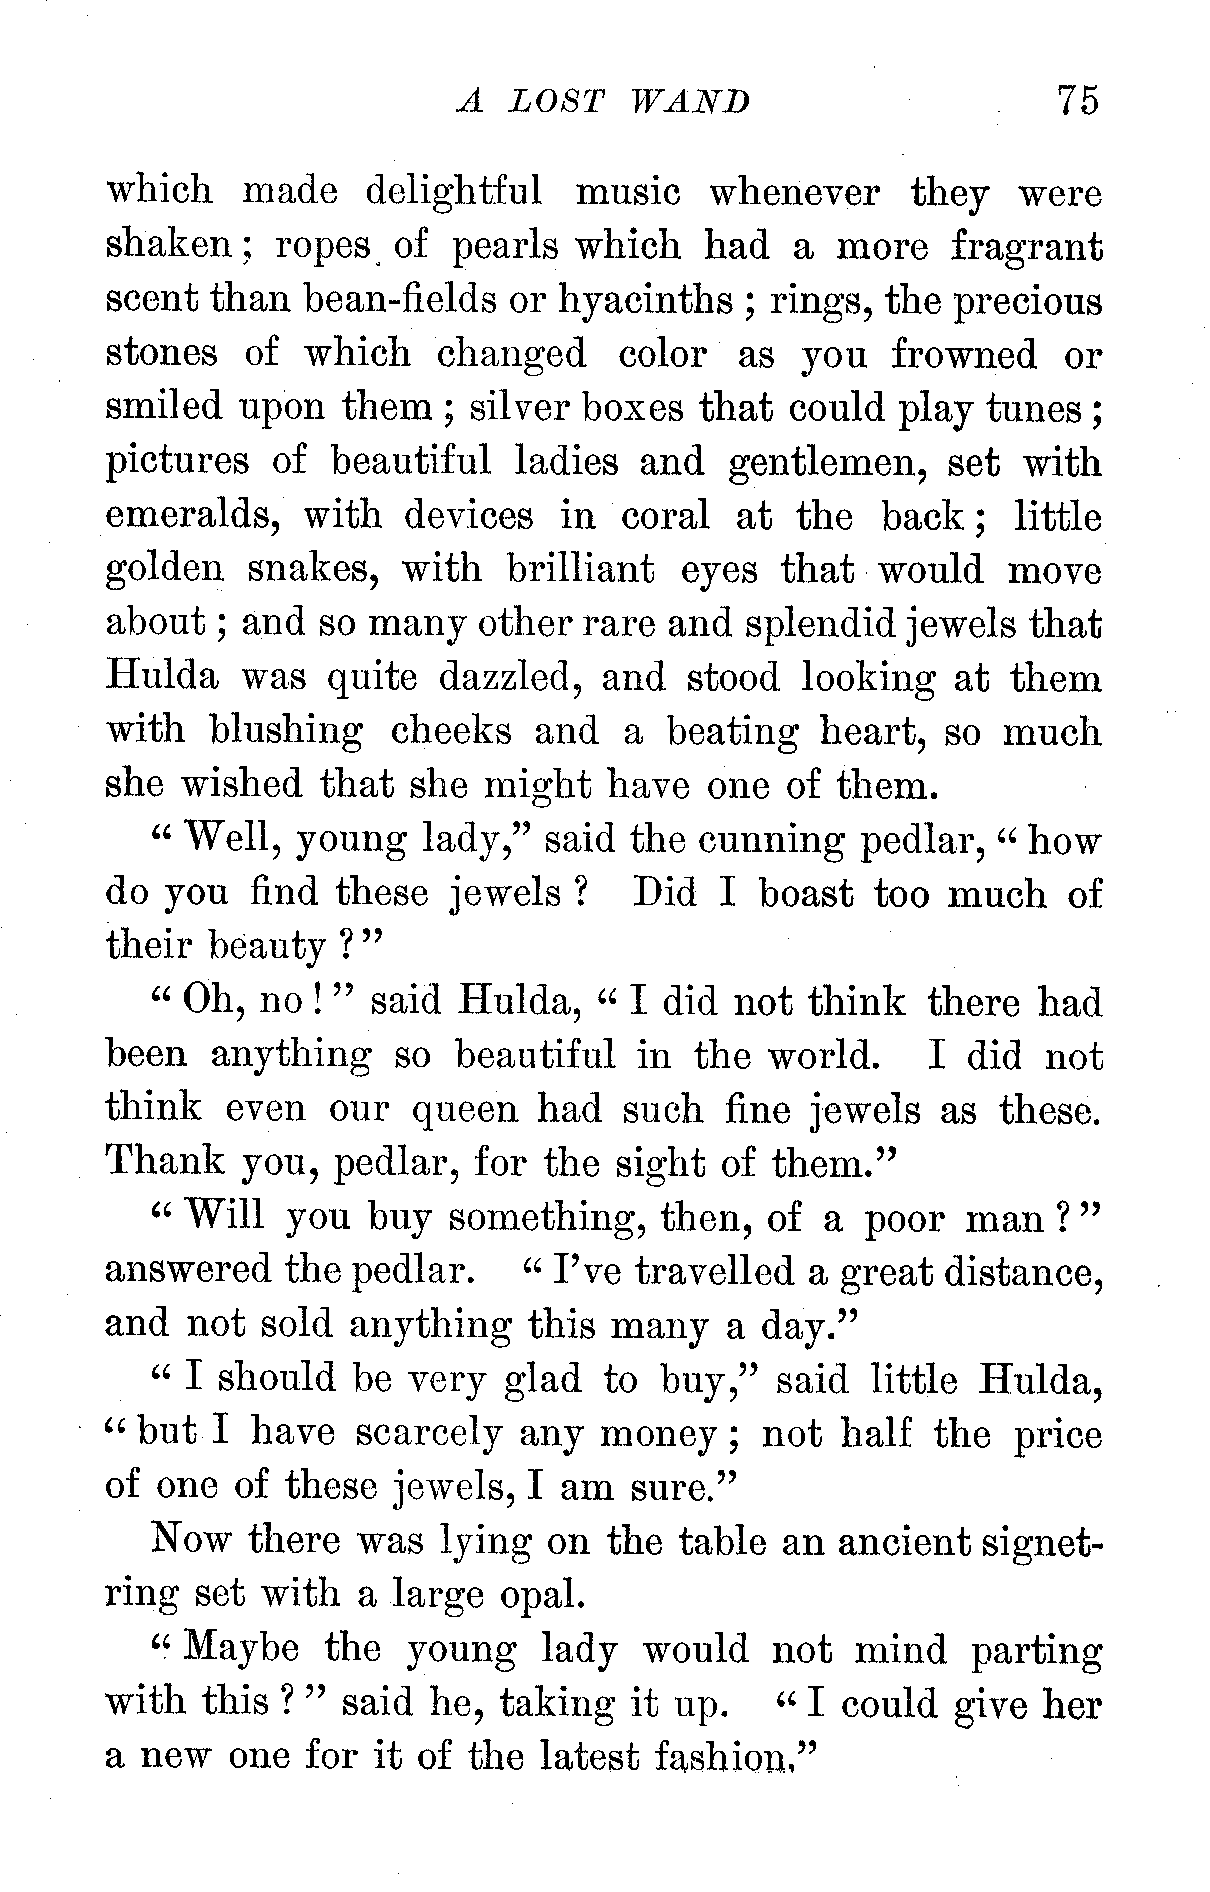 A LOST WAND 75
which made delightful music whenever they were
shaken; ropes of pearls which had a more fragrant
scent than bean-fields or hyacinths; rings, the precious
stones of which changed color as you frowned or
smiled upon them; silver boxes that could play tunes;
pictures of beautiful ladies and gentlemen, set with
emeralds, with devices in coral at the back; little
golden snakes, with brilliant eyes that would move
about; and so many other rare and splendid jewels that
Hulda was quite dazzled, and stood looking at them
with blushing cheeks and a beating heart, so much
she wished that she might have one of them.
“Well, young lady,” said the cunning pedlar, “how
do you find these jewels? Did I boast too much of
their beauty?”
“Oh, no!” said Hulda, “I did not think there had
been anything so beautiful in the world. I did not
think even our queen had such fine jewels as these.
Thank you, pedlar, for the sight of them.”
“Will you buy something, then, of a poor man?”
answered the pedlar. “I’ve travelled a great distance,
and not sold anything this many a day.”
“I should be very glad to buy,” said little Hulda,
“but I have scarcely any money; not half the price
of one of these jewels, I am sure.”
Now there was lying on the table an ancient signet-
ring set with a large opal.
“Maybe the young lady would not mind parting
with this?” said he, taking it up. “I could give her
a new one for it of the latest fashion.”